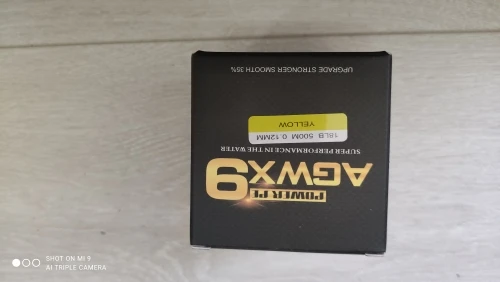 POWER PE
AGWX9
SUPER PERFORMANCE IN THE WATER
18LB 500M 0.12MM
YELLOW
UPGRADE STRONGER SMOOTH 35%
SHOT ON MI 9
AI TRIPLE CAMERA